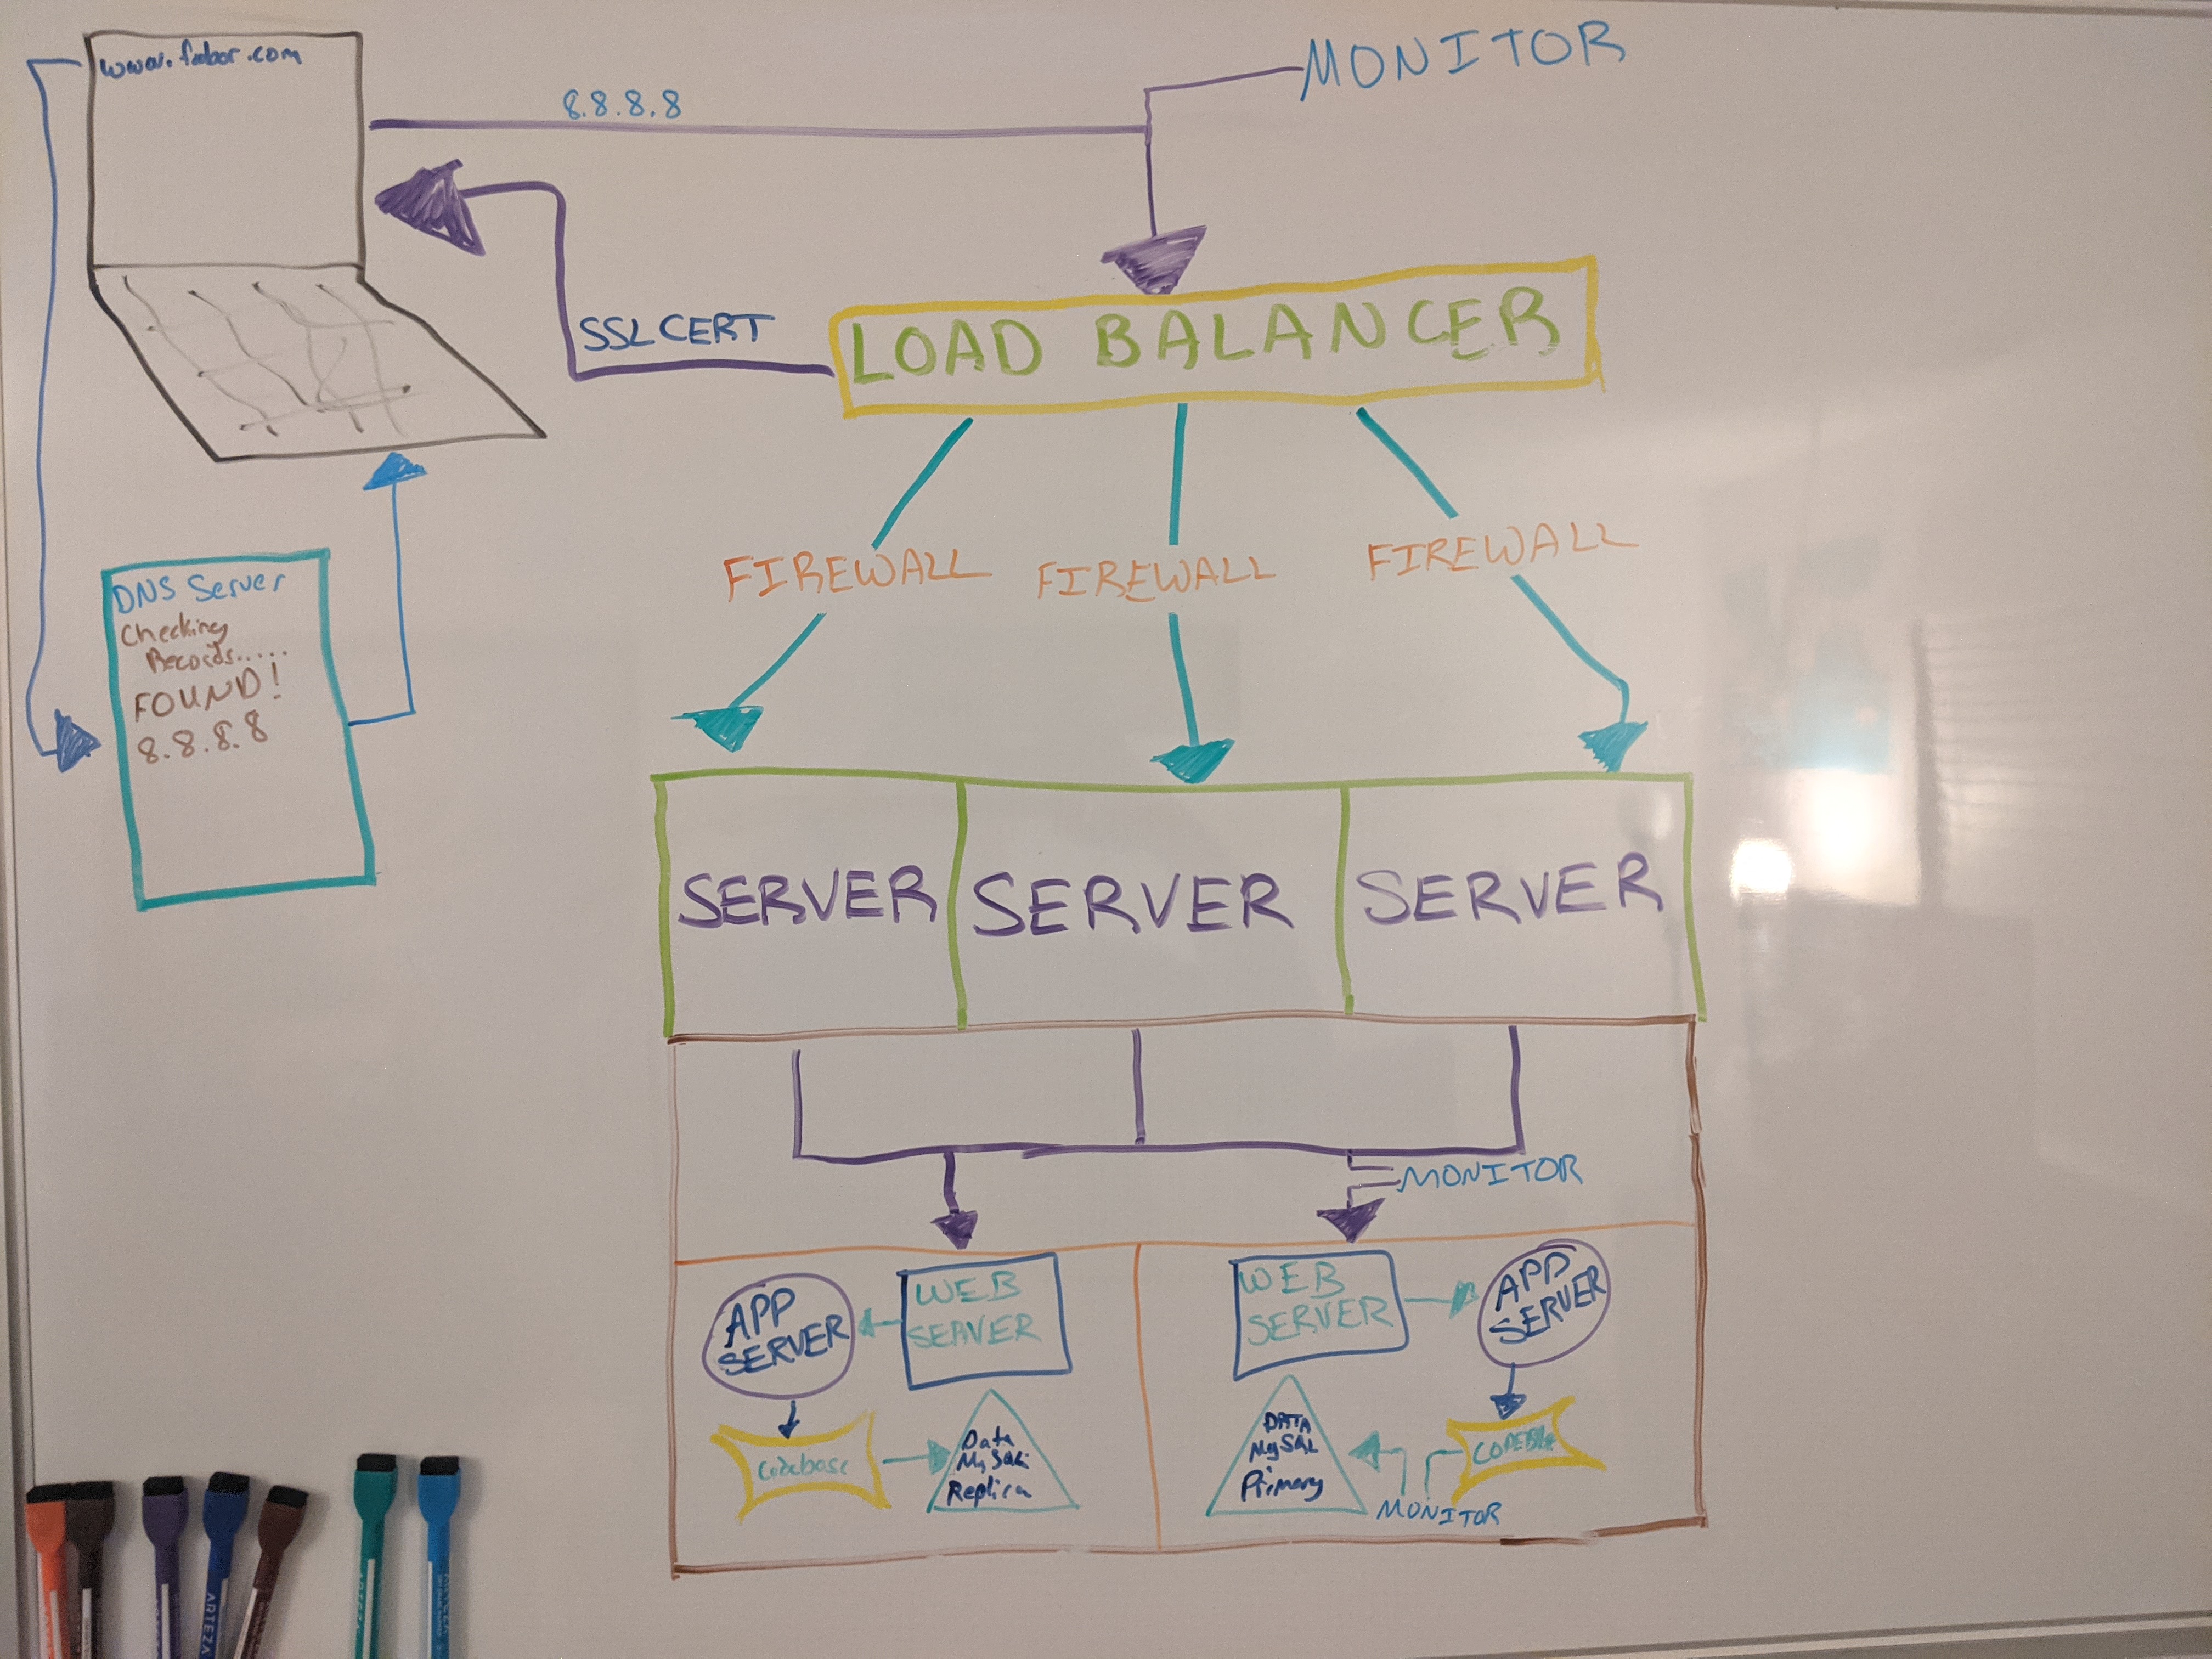 www.foobar.com
8.8.8.8
MONITOR
SSL CERT
LOAD BALANCER
FIREWALL
FIREWALL
FIREWALL
DNS Server
Checking
Records.....
FOUND!
8.8.8.8
SERVER
SERVER
SERVER
MONITOR
APP
SERVER
WEB
SERVER
Codebase
Data
MySQL
Replica
WEB
SERVER
APP
SERVER
DATA
MySQL
Primary
MONITOR
ARTEZA